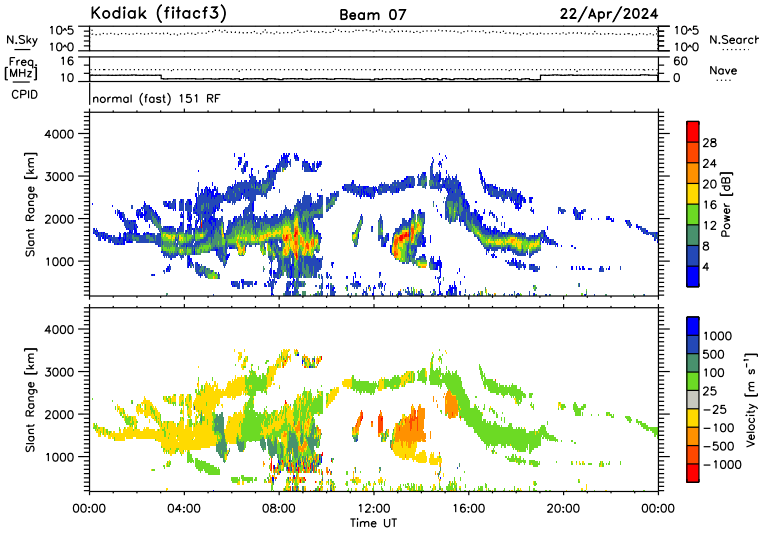 Kodiak (fitacf3)
Beam 07
22/Apr/2024
N.Sky
10^5
10^0
10^5
10^0
N.Search
Freq.
[MHz]
16
10
60
0
Nave
CPID
normal (fast) 151 RF
Slant Range [km]
4000
3000
2000
1000
28
24
20
16
12
8
4
Power [dB]
Slant Range [km]
4000
3000
2000
1000
1000
500
100
25
-25
-100
-500
-1000
Velocity [m s⁻¹]
00:00
04:00
08:00
12:00
16:00
20:00
00:00
Time UT